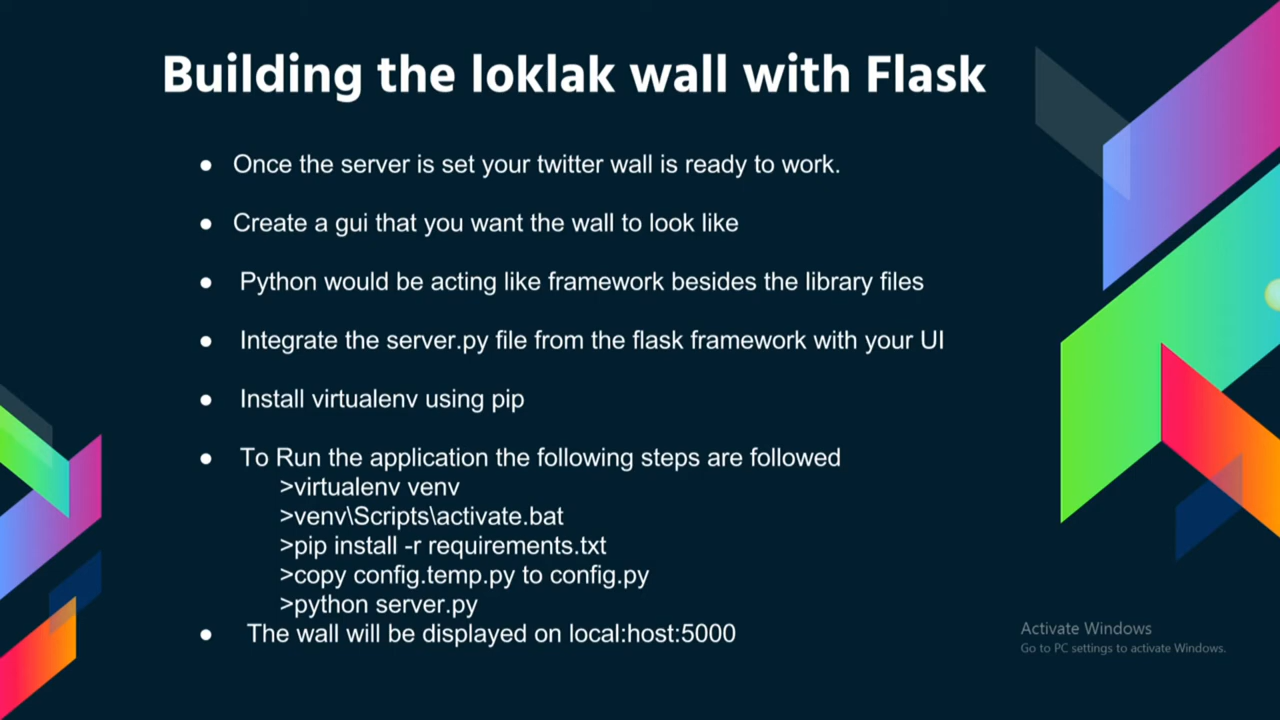 Building the loklak wall with Flask
● Once the server is set your twitter wall is ready to work.
● Create a gui that you want the wall to look like
● Python would be acting like framework besides the library files
● Integrate the server.py file from the flask framework with your UI
● Install virtualenv using pip
● To Run the application the following steps are followed
>virtualenv venv
>venv\Scripts\activate.bat
>pip install -r requirements.txt
>copy config.temp.py to config.py
>python server.py
● The wall will be displayed on local:host:5000
Activate Windows
Go to PC settings to activate Windows.